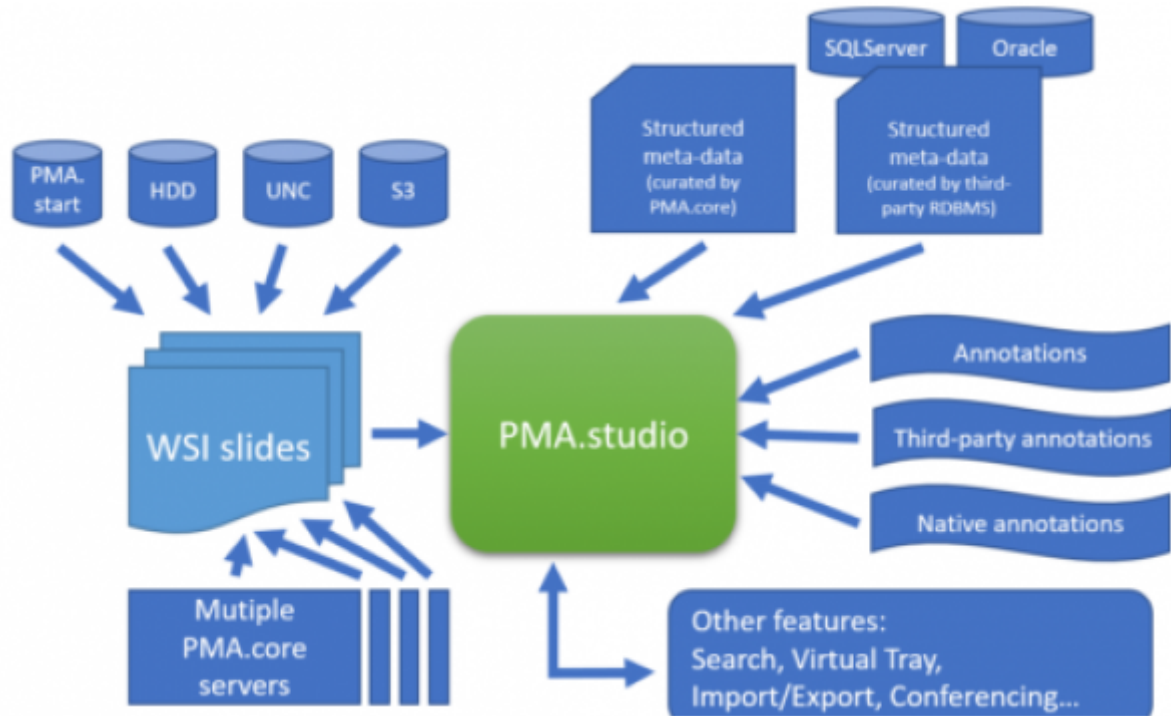 SQLServer
Oracle
Structured
meta-data
(curated by
PMA.core)
Structured
meta-data
(curated by third-
party RDBMS)
PMA.
start
HDD
UNC
S3
WSI slides
PMA.studio
Annotations
Third-party annotations
Native annotations
Mutiple
PMA.core
servers
Other features:
Search, Virtual Tray,
Import/Export, Conferencing...